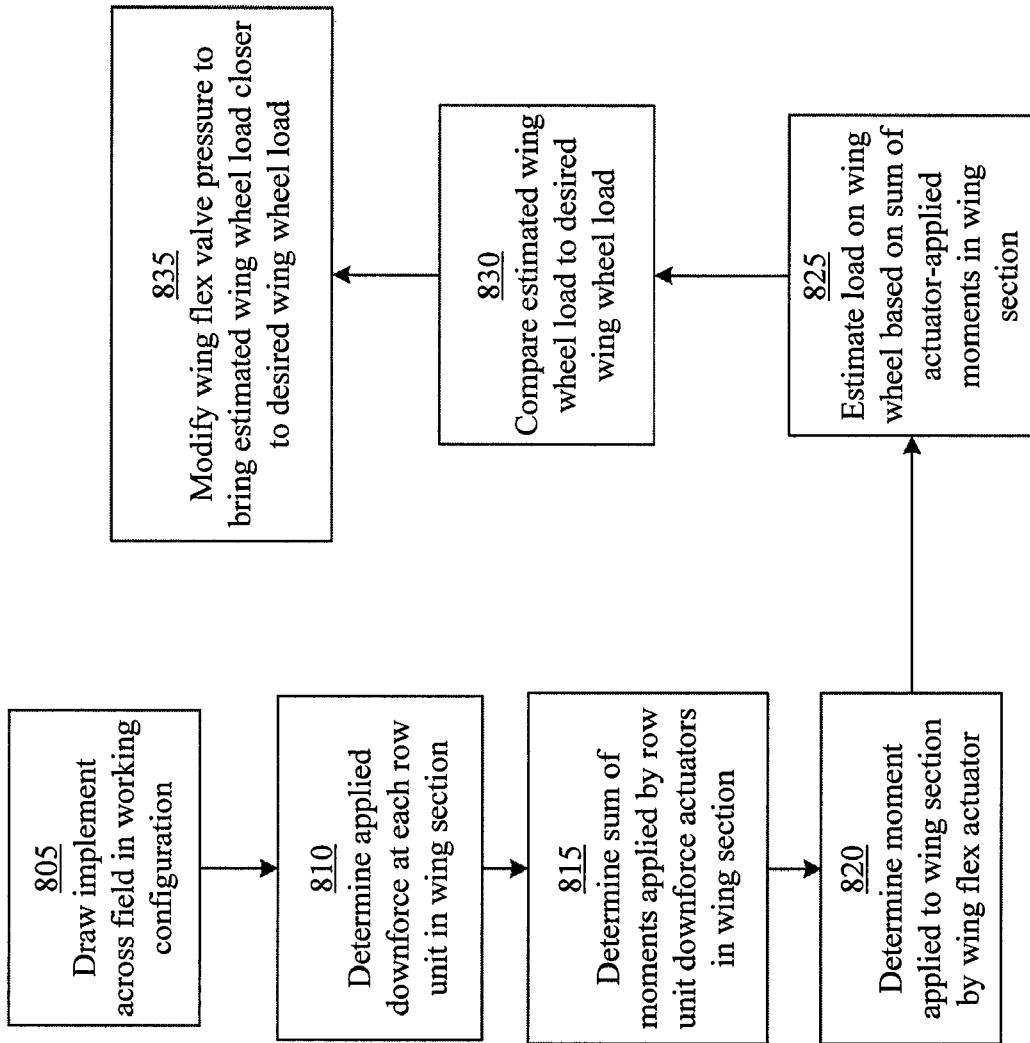 805
Draw implement
across field in working
configuration
810
Determine applied
downforce at each row
unit in wing section
815
Determine sum of
moments applied by row
unit downforce actuators
in wing section
820
Determine moment
applied to wing section
by wing flex actuator
825
Estimate load on wing
wheel based on sum of
actuator-applied
moments in wing
section
830
Compare estimated wing
wheel load to desired
wing wheel load
835
Modify wing flex valve pressure to
bring estimated wing wheel load closer
to desired wing wheel load